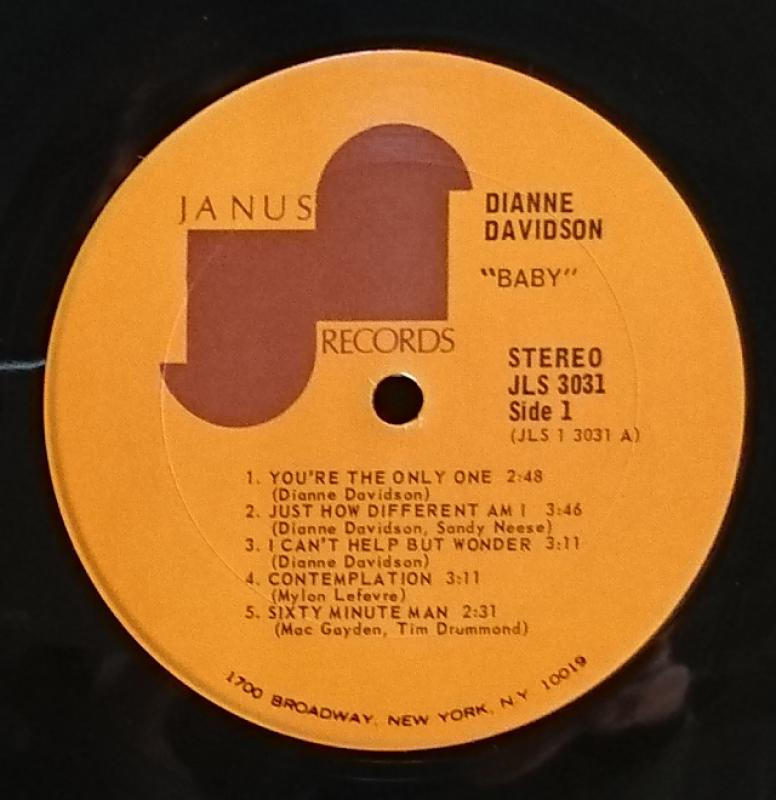 JANUS
RECORDS
DIANNE
DAVIDSON
"BABY"
STEREO
JLS 3031
Side 1
(JLS 1 3031 A)
1. YOU'RE THE ONLY ONE 2:48
(Dianne Davidson)
2. JUST HOW DIFFERENT AM I 3:46
(Dianne Davidson, Sandy Neese)
3. I CAN'T HELP BUT WONDER 3:11
(Dianne Davidson)
4. CONTEMPLATION 3:11
(Mylon Lefevre)
5. SIXTY MINUTE MAN 2:31
(Mac Gayden, Tim Drummond)
1700 BROADWAY, NEW YORK, N.Y. 10019